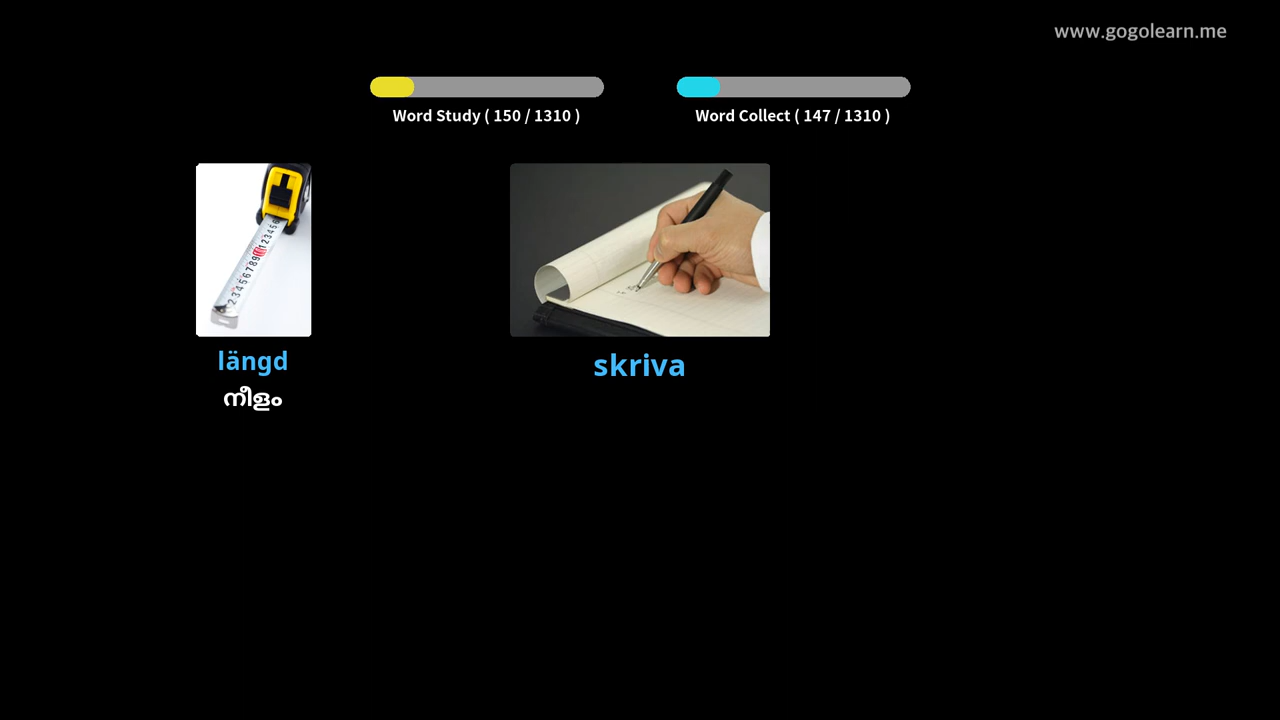 www.gogolearn.me
Word Study ( 150 / 1310 )
Word Collect ( 147 / 1310 )
längd
നീളം
skriva